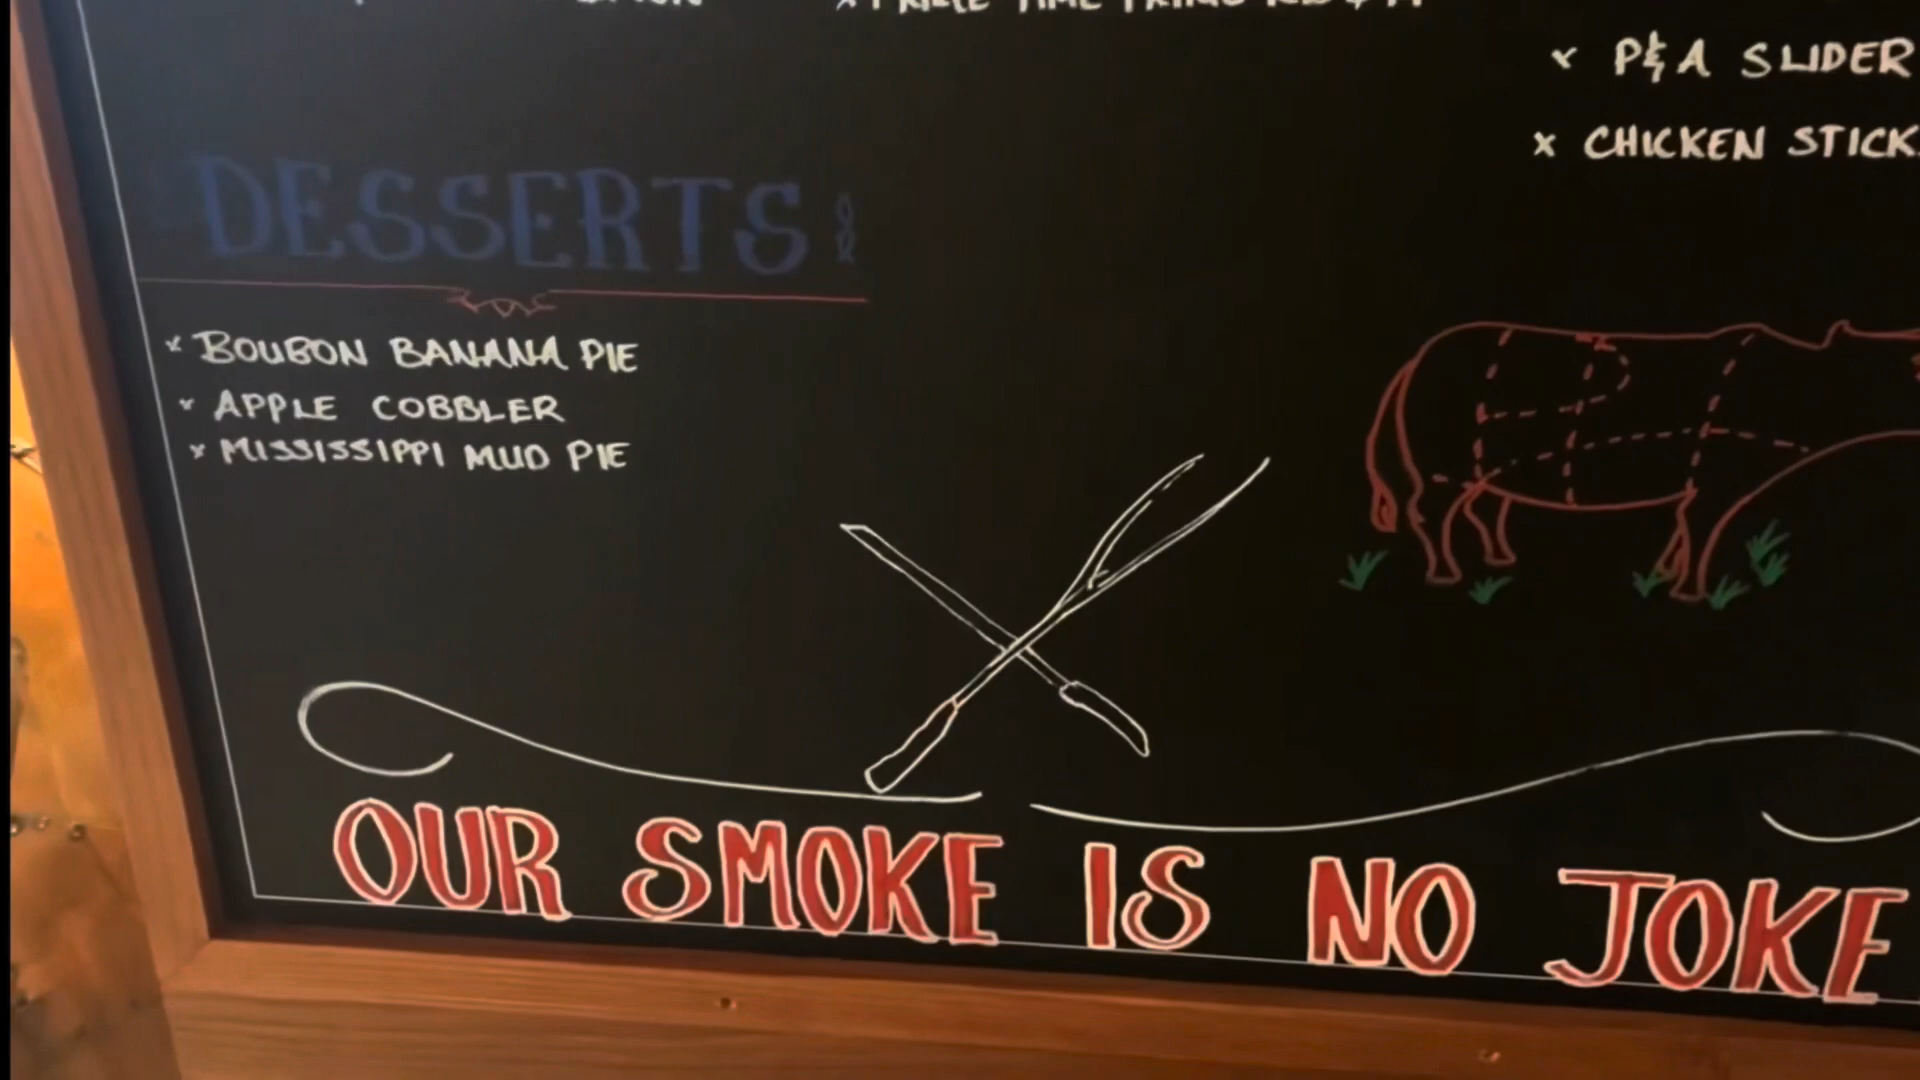 P&A SLIDER
x CHICKEN STICK
DESSERTS
x BOUBON BANANA PIE
x APPLE COBBLER
x MISSISSIPPI MUD PIE
OUR SMOKE IS NO JOKE